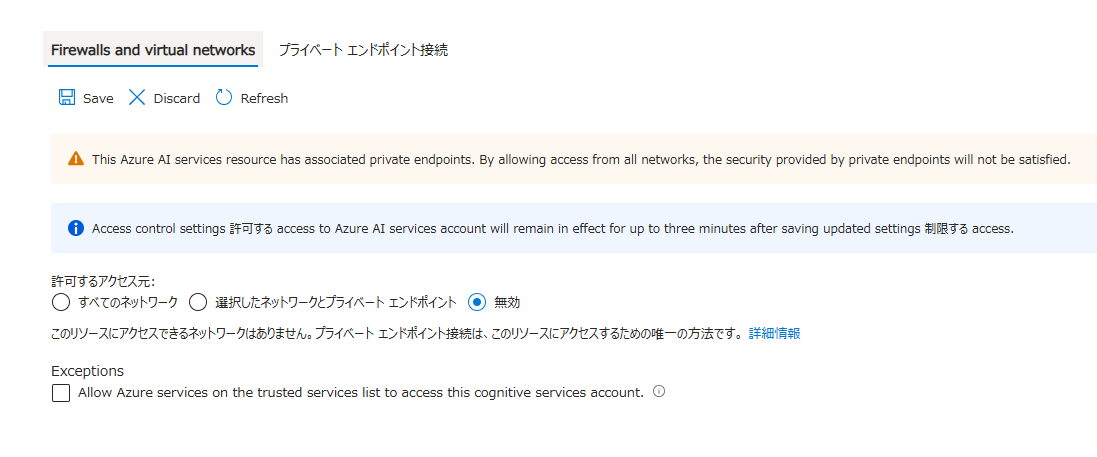 Firewalls and virtual networks プライベート エンドポイント接続
Save Discard Refresh
This Azure AI services resource has associated private endpoints. By allowing access from all networks, the security provided by private endpoints will not be satisfied.
Access control settings 許可する access to Azure AI services account will remain in effect for up to three minutes after saving updated settings 制限する access.
許可するアクセス元:
すべてのネットワーク 選択したネットワークとプライベート エンドポイント 無効
このリソースにアクセスできるネットワークはありません。プライベート エンドポイント接続は、このリソースにアクセスするための唯一の方法です。 詳細情報
Exceptions
Allow Azure services on the trusted services list to access this cognitive services account.